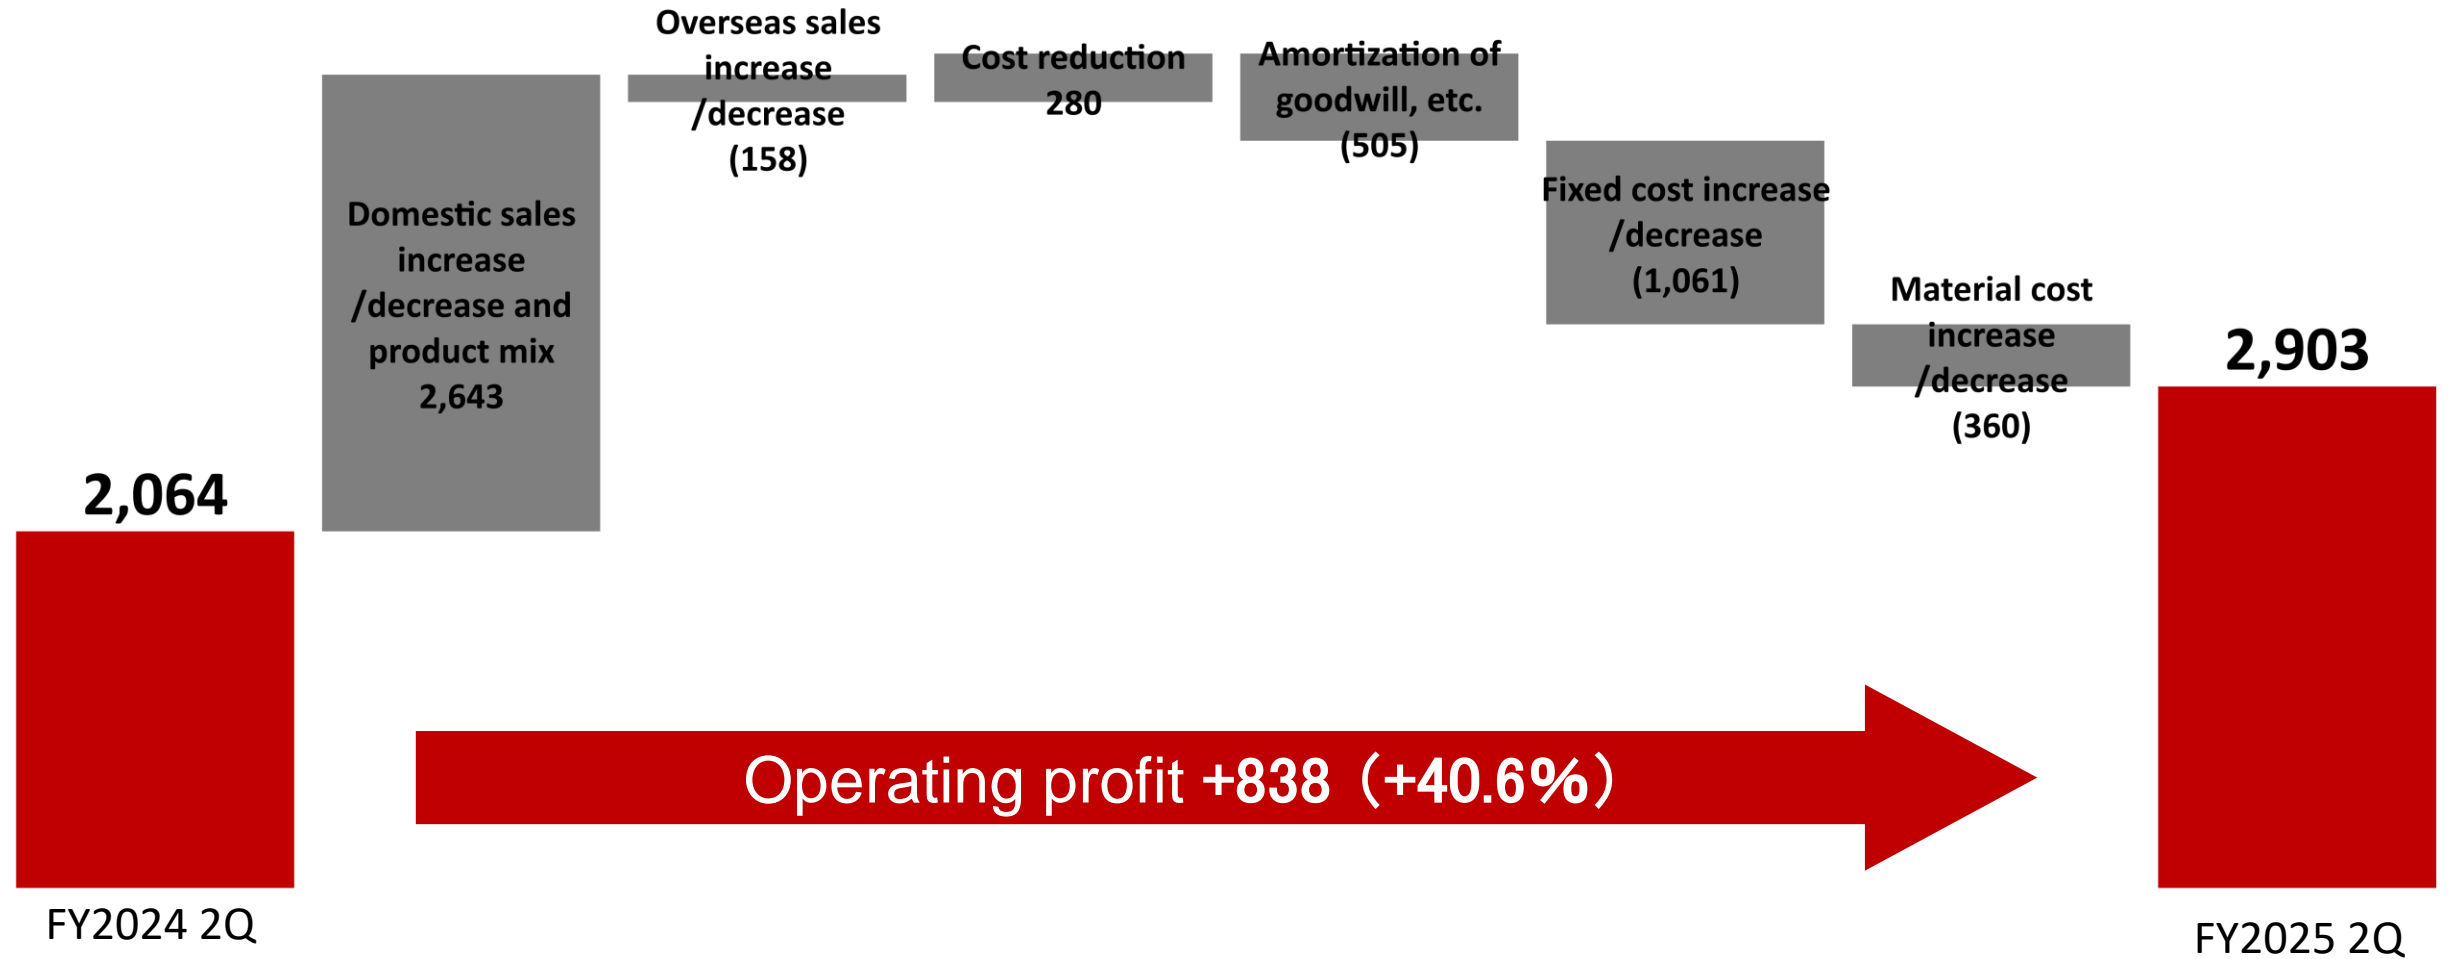 2,064
FY2024 2Q
Domestic sales
increase
/decrease and
product mix
2,643
Overseas sales
increase
/decrease
(158)
Cost reduction
280
Amortization of
goodwill, etc.
(505)
Fixed cost increase
/decrease
(1,061)
Material cost
increase
/decrease
(360)
2,903
FY2025 2Q
Operating profit +838（+40.6%）